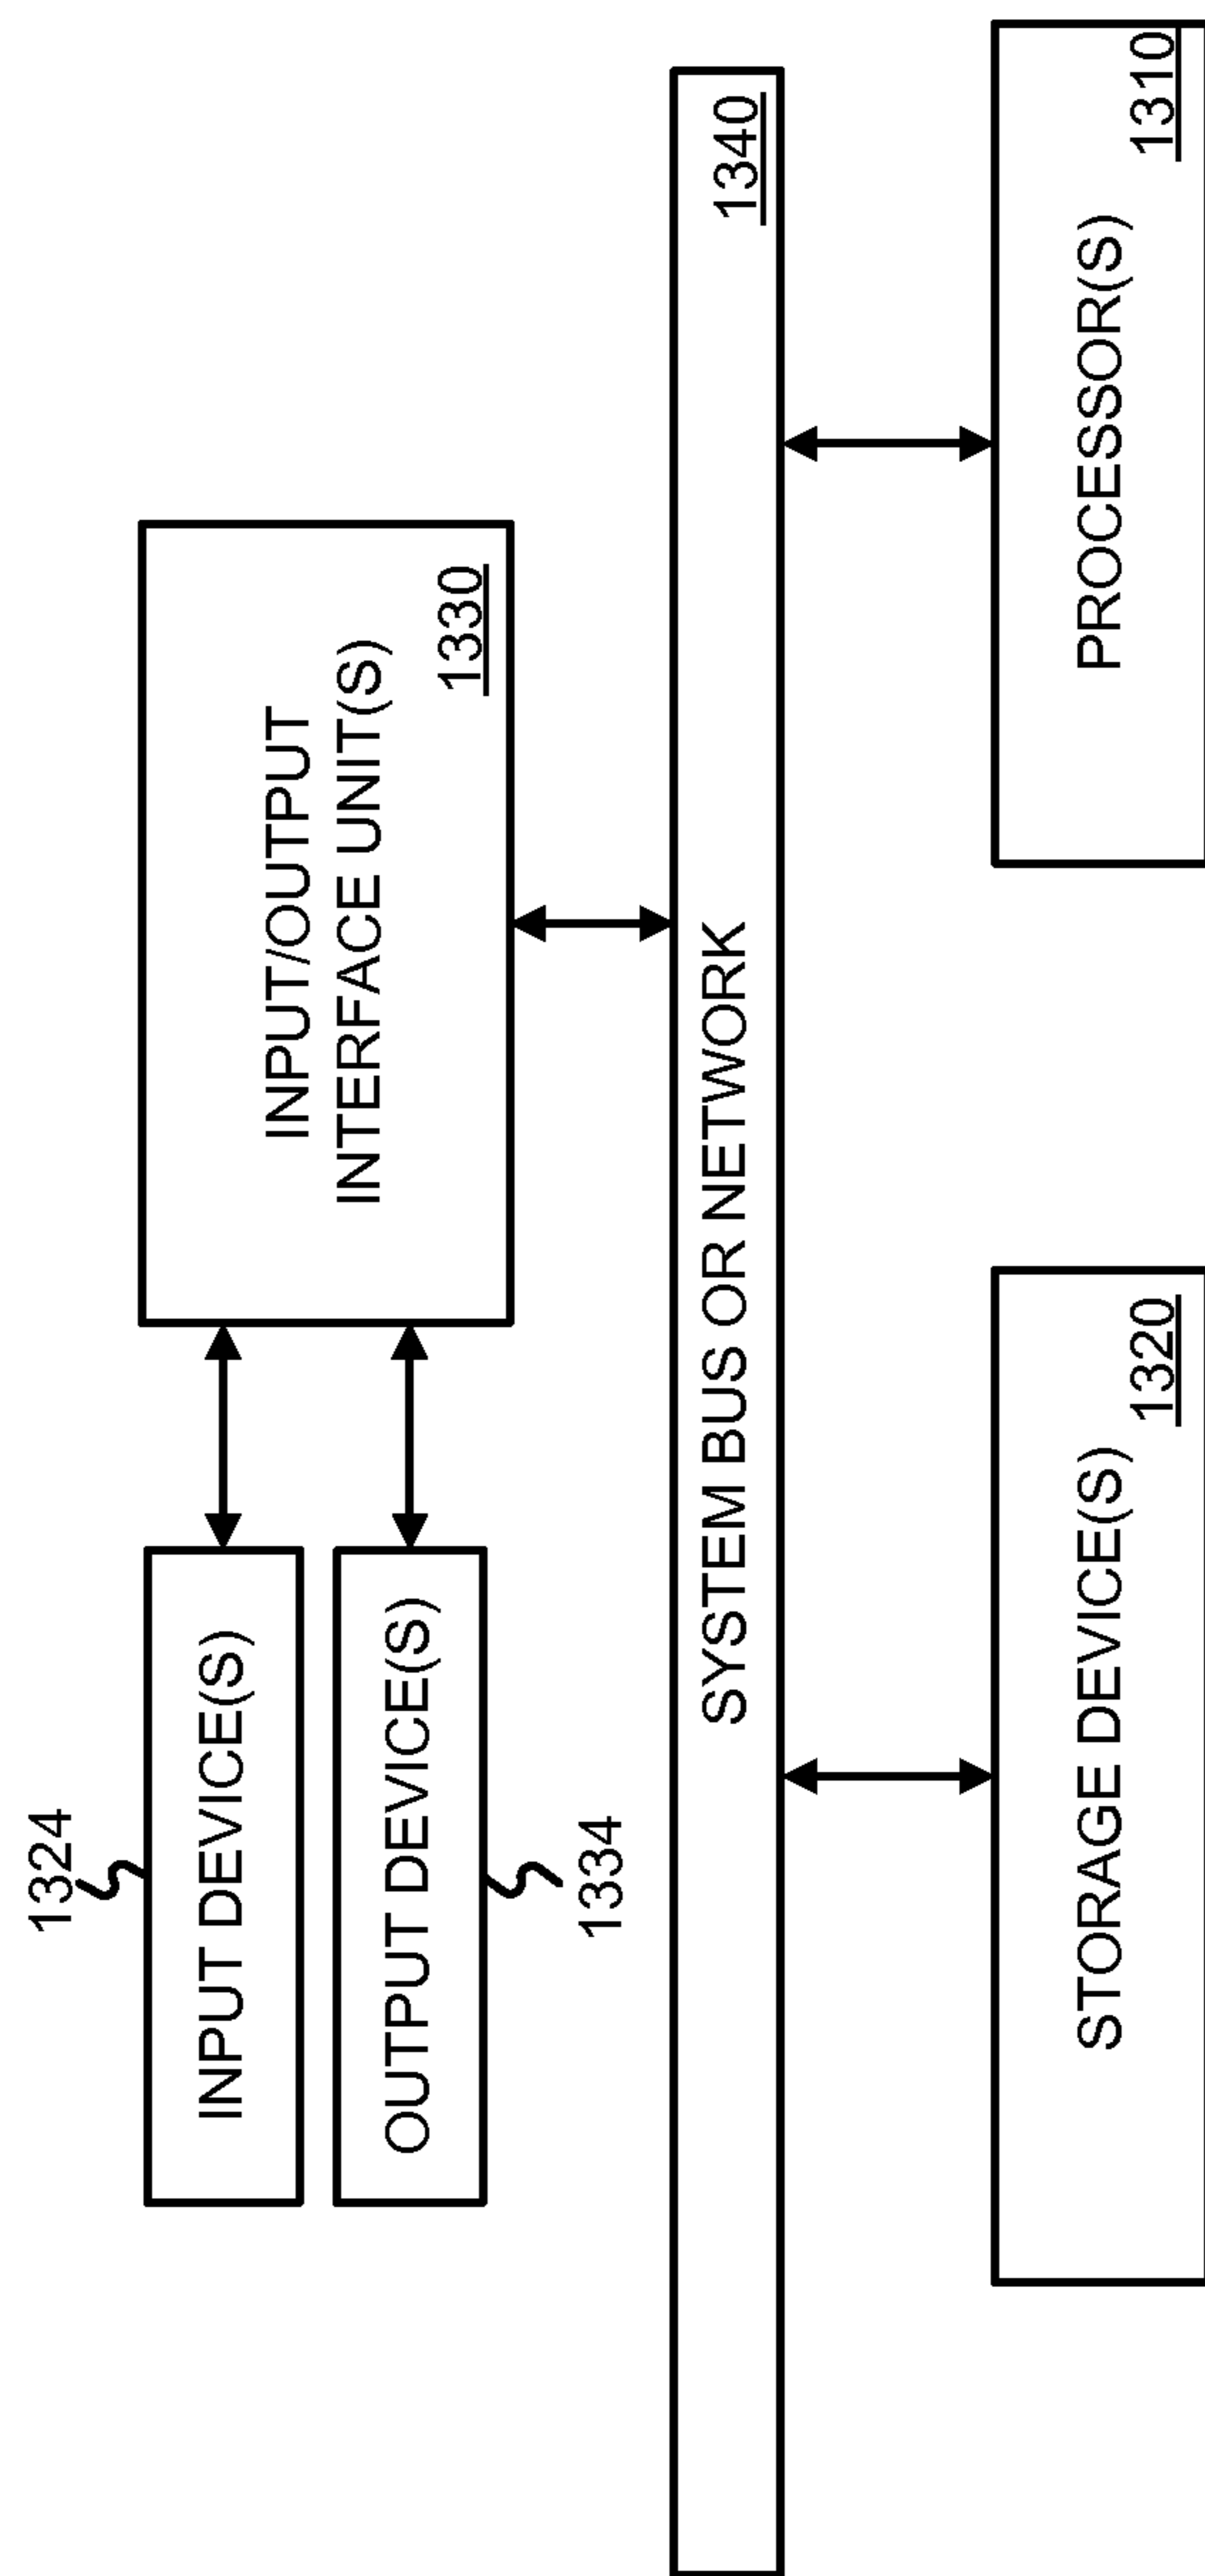 1324
INPUT DEVICE(S)
OUTPUT DEVICE(S)
1334
INPUT/OUTPUT
INTERFACE UNIT(S)
1330
SYSTEM BUS OR NETWORK
1340
STORAGE DEVICE(S)
1320
PROCESSOR(S)
1310